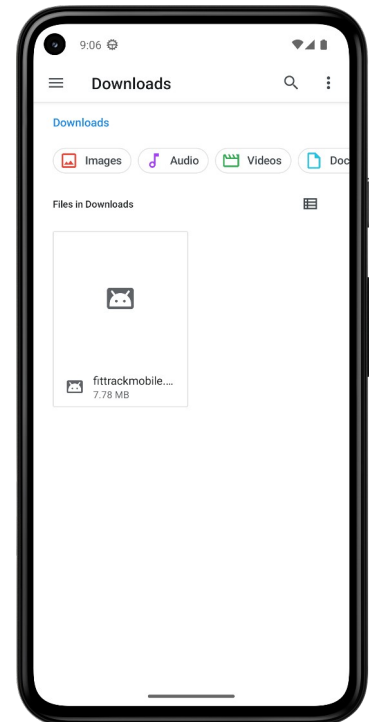 9:06
Downloads
Downloads
Images Audio Videos Doc
Files in Downloads
fittrackmobile....
7.78 MB